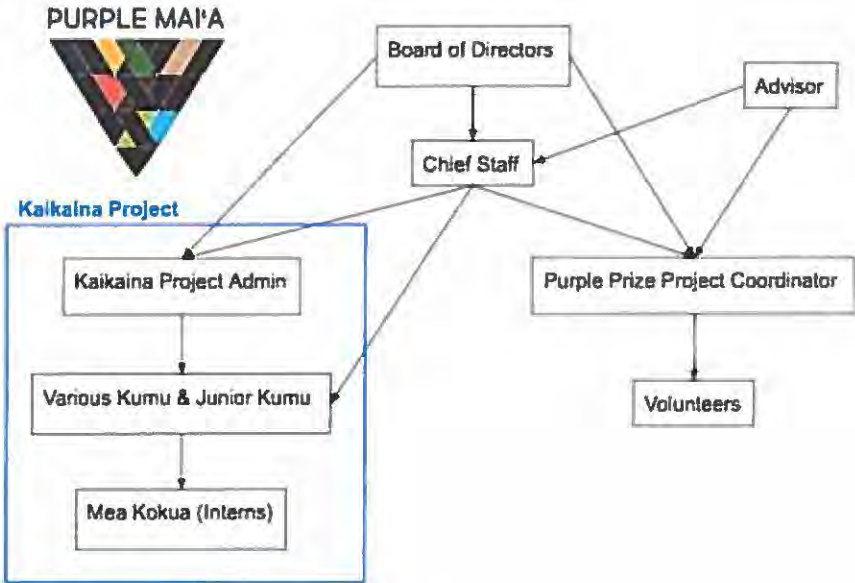 PURPLE MAI'A
Board of Directors
Advisor
Chief Staff
Kaikaina Project
Kaikaina Project Admin
Purple Prize Project Coordinator
Various Kumu & Junior Kumu
Volunteers
Mea Kokua (Interns)